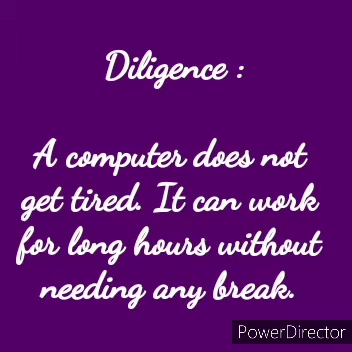 Diligence :
A computer does not
get tired. It can work
for long hours without
needing any break.
PowerDirector